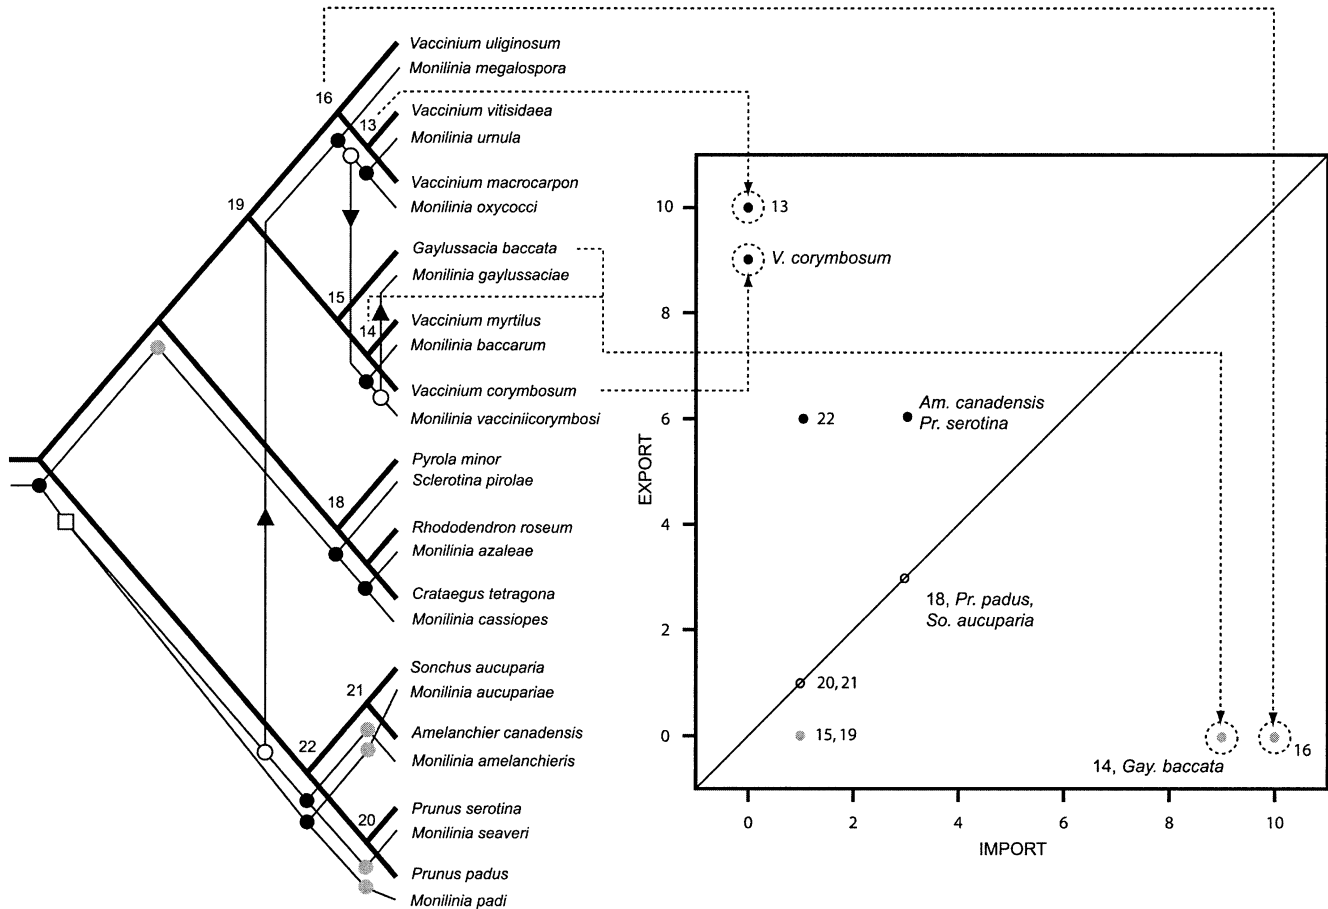 16
Vaccinium uliginosum
Monilinia megalospora
13
Vaccinium vitisidaea
Monilinia urnula
Vaccinium macrocarpon
Monilinia oxycocci
19
Gaylussacia baccata
Monilinia gaylussaciae
15
14
Vaccinium myrtilus
Monilinia baccarum
Vaccinium corymbosum
Monilinia vacciniicorymbosi
Pyrola minor
Sclerotina pirolae
18
Rhododendron roseum
Monilinia azaleae
Crataegus tetragona
Monilinia cassiopes
Sonchus aucuparia
21
Monilinia aucupariae
22
Amelanchier canadensis
Monilinia amelanchieris
Prunus serotina
20
Monilinia seaveri
Prunus padus
Monilinia padi
EXPORT
10
8
6
4
2
0
13
V. corymbosum
22
Am. canadensis
Pr. serotina
18, Pr. padus,
So. aucuparia
20, 21
15, 19
14, Gay. baccata
16
0 2 4 6 8 10
IMPORT